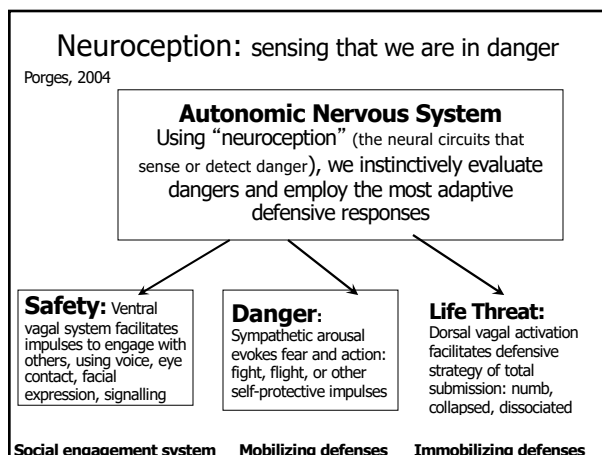 Neuroception: sensing that we are in danger
Porges, 2004
Autonomic Nervous System
Using “neuroception” (the neural circuits that
sense or detect danger), we instinctively evaluate
dangers and employ the most adaptive
defensive responses
Safety: Ventral
vagal system facilitates
impulses to engage with
others, using voice, eye
contact, facial
expression, signalling
Danger:
Sympathetic arousal
evokes fear and action:
fight, flight, or other
self-protective impulses
Life Threat:
Dorsal vagal activation
facilitates defensive
strategy of total
submission: numb,
collapsed, dissociated
Social engagement system
Mobilizing defenses
Immobilizing defenses